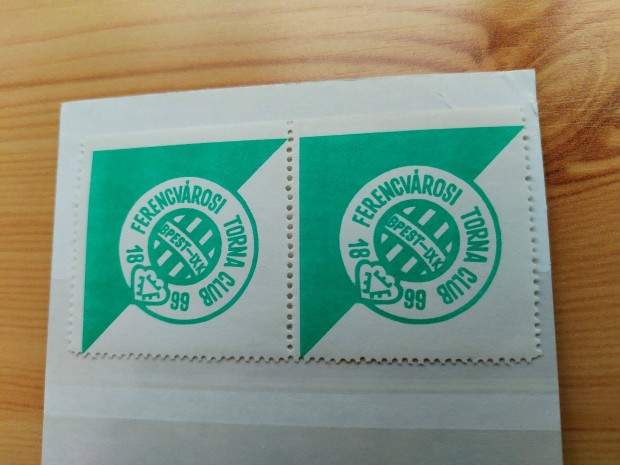 FERENCVÁROSI TORNA CLUB
BPEST-IX.K
18 99
FERENCVÁROSI TORNA CLUB
BPEST-IX.K
18 99